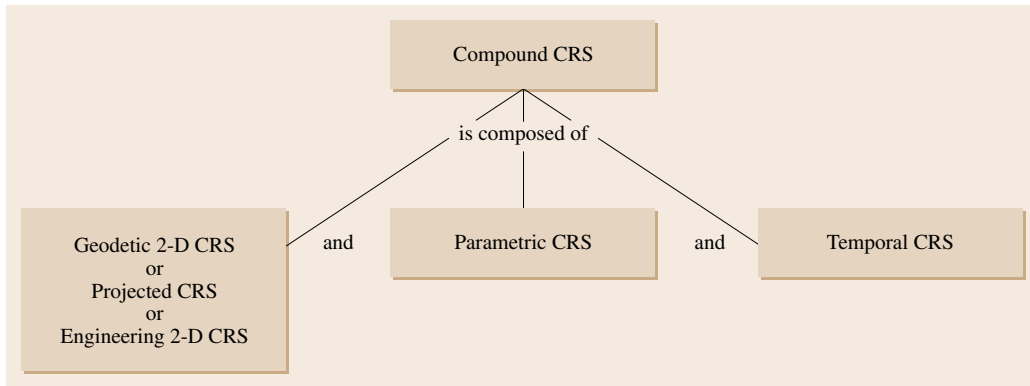 Compound CRS
is composed of
Geodetic 2-D CRS
or
Projected CRS
or
Engineering 2-D CRS
and
Parametric CRS
and
Temporal CRS